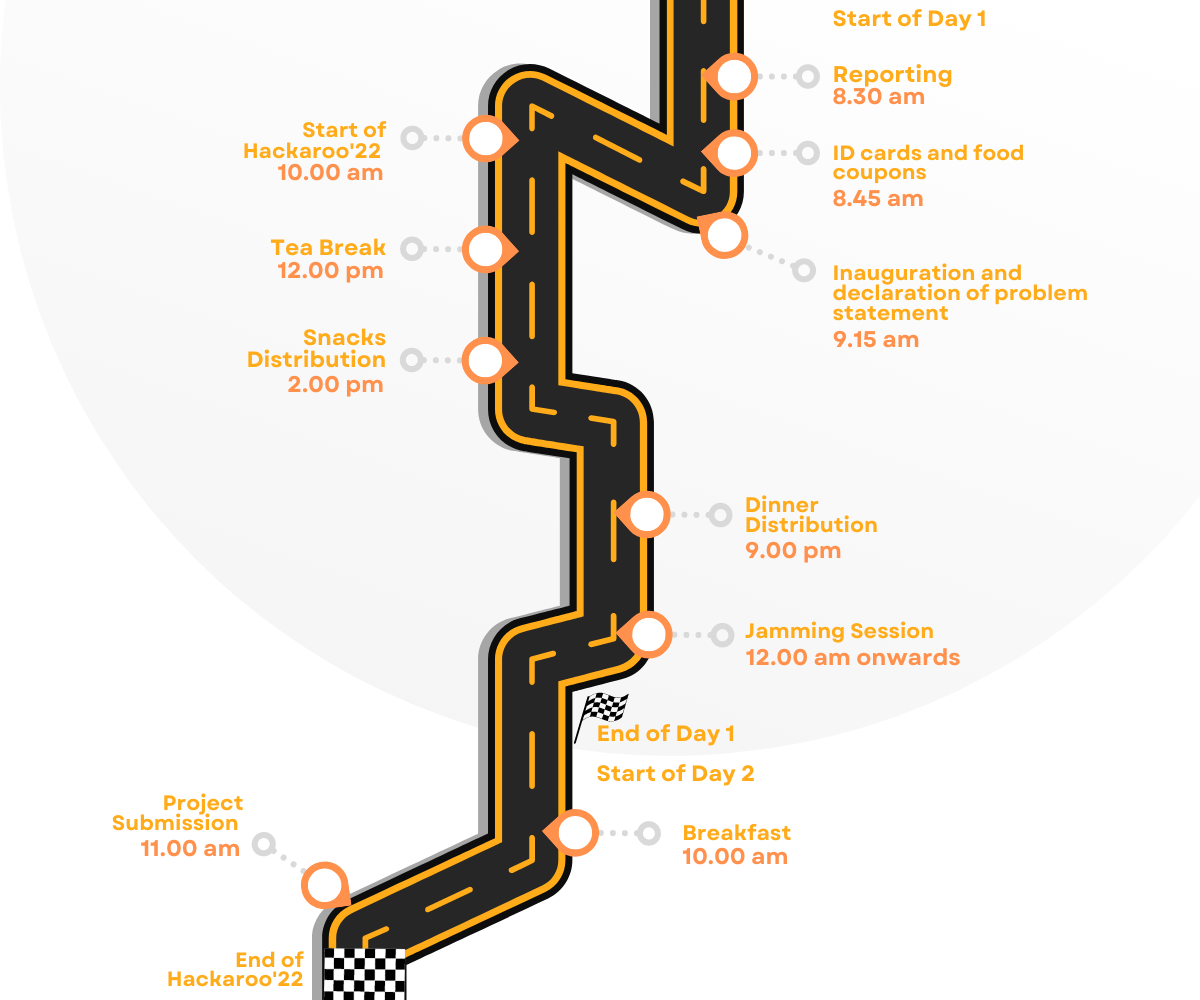 Start of Day 1
Reporting
8.30 am
ID cards and food
coupons
8.45 am
Inauguration and
declaration of problem
statement
9.15 am
Start of
Hackaroo'22
10.00 am
Tea Break
12.00 pm
Snacks
Distribution
2.00 pm
Dinner
Distribution
9.00 pm
Jamming Session
12.00 am onwards
End of Day 1
Start of Day 2
Breakfast
10.00 am
Project
Submission
11.00 am
End of
Hackaroo'22